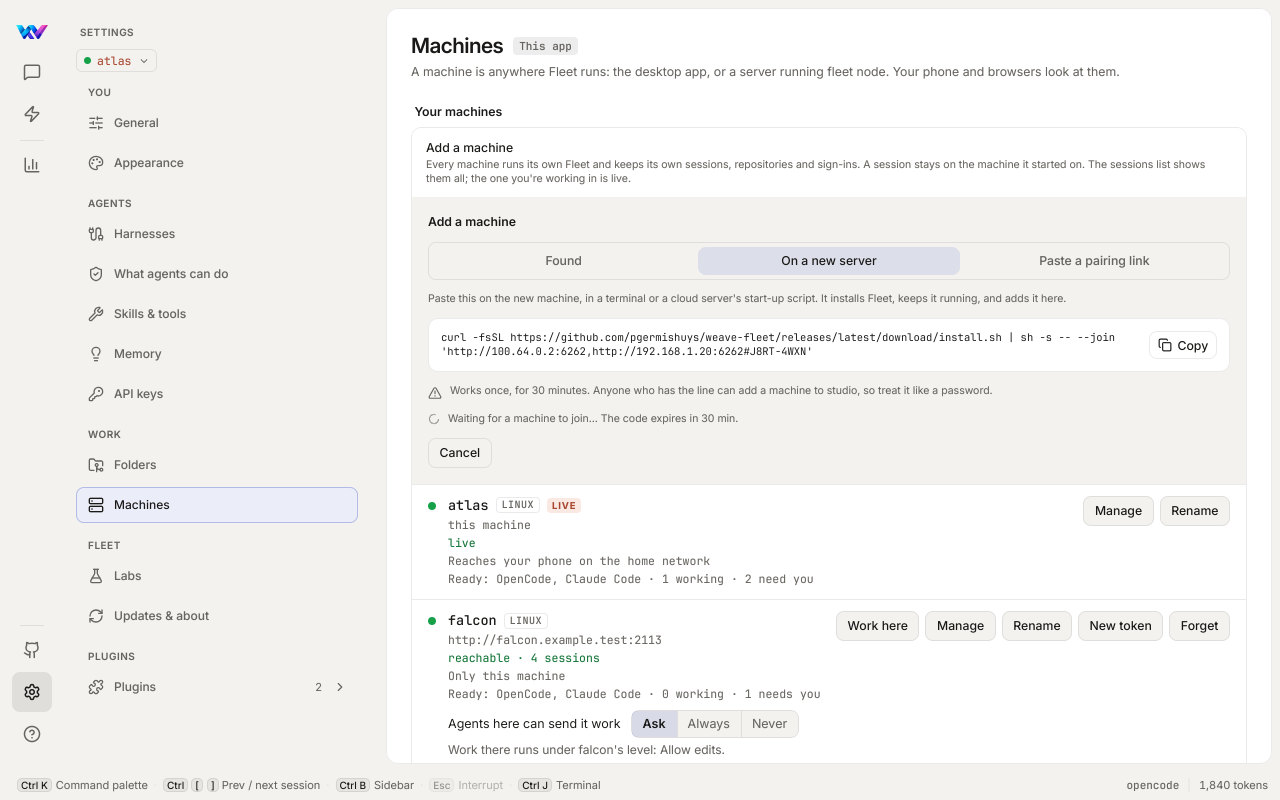 SETTINGS
atlas
YOU
General
Appearance
AGENTS
Harnesses
What agents can do
Skills & tools
Memory
API keys
WORK
Folders
Machines
FLEET
Labs
Updates & about
PLUGINS
Plugins 2
Machines This app
A machine is anywhere Fleet runs: the desktop app, or a server running fleet node. Your phone and browsers look at them.
Your machines
Add a machine
Every machine runs its own Fleet and keeps its own sessions, repositories and sign-ins. A session stays on the machine it started on. The sessions list shows
them all; the one you're working in is live.
Add a machine
Found On a new server Paste a pairing link
Paste this on the new machine, in a terminal or a cloud server's start-up script. It installs Fleet, keeps it running, and adds it here.
curl -fsSL https://github.com/pgermishuys/weave-fleet/releases/latest/download/install.sh | sh -s -- --join
'http://100.64.0.2:6262,http://192.168.1.20:6262#J8RT-4WXN'
Copy
Works once, for 30 minutes. Anyone who has the line can add a machine to studio, so treat it like a password.
Waiting for a machine to join... The code expires in 30 min.
Cancel
atlas LINUX LIVE Manage Rename
this machine
live
Reaches your phone on the home network
Ready: OpenCode, Claude Code · 1 working · 2 need you
falcon LINUX Work here Manage Rename New token Forget
http://falcon.example.test:2113
reachable · 4 sessions
Only this machine
Ready: OpenCode, Claude Code · 0 working · 1 needs you
Agents here can send it work Ask Always Never
Work there runs under falcon's level: Allow edits.
Ctrl K Command palette · Ctrl [ ] Prev / next session · Ctrl B Sidebar · Esc Interrupt · Ctrl J Terminal
opencode 1,840 tokens